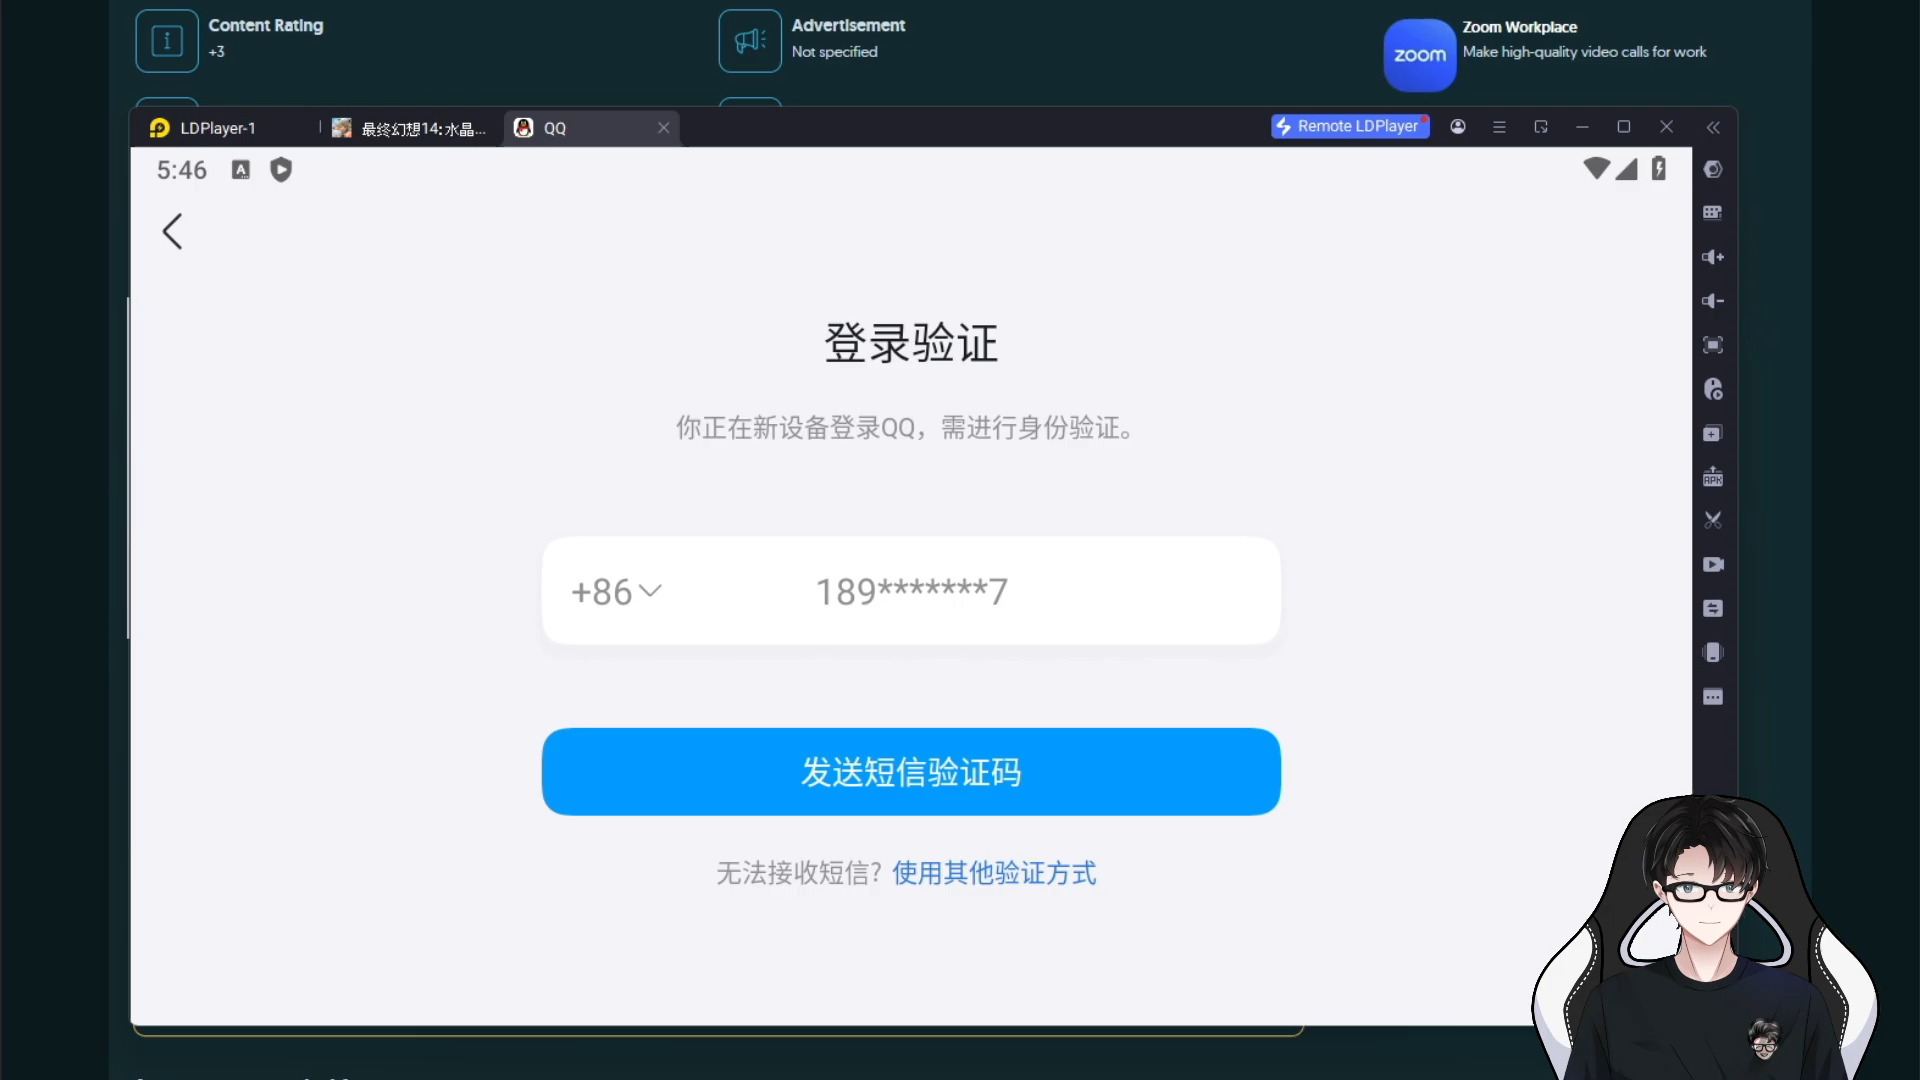 Content Rating
+3
Advertisement
Not specified
zoom
Zoom Workplace
Make high-quality video calls for work
LDPlayer-1
最终幻想14:水晶...
QQ
Remote LDPlayer
5:46
登录验证
你正在新设备登录QQ，需进行身份验证。
+86
189*******7
发送短信验证码
无法接收短信？使用其他验证方式
APK